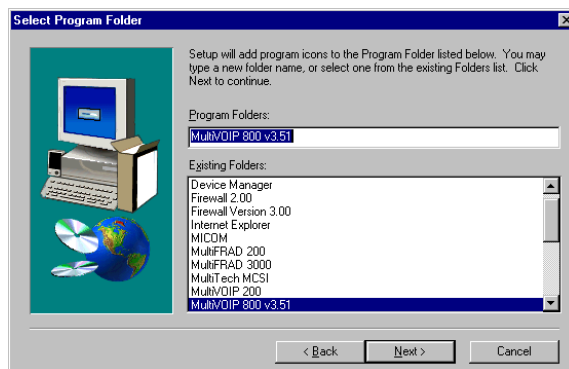 Select Program Folder
Setup will add program icons to the Program Folder listed below. You may
type a new folder name, or select one from the existing Folders list. Click
Next to continue.
Program Folders:
MultiVOIP 800 v3.51
Existing Folders:
Device Manager
Firewall 2.00
Firewall Version 3.00
Internet Explorer
MICOM
MultiFRAD 200
MultiFRAD 3000
MultiTech MCSI
MultiVOIP 200
MultiVOIP 800 v3.51
< Back
Next >
Cancel